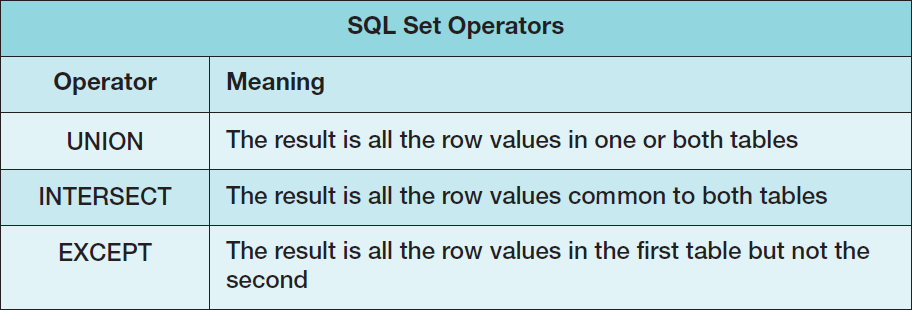 SQL Set Operators
Operator
Meaning
UNION
The result is all the row values in one or both tables
INTERSECT
The result is all the row values common to both tables
EXCEPT
The result is all the row values in the first table but not the
second